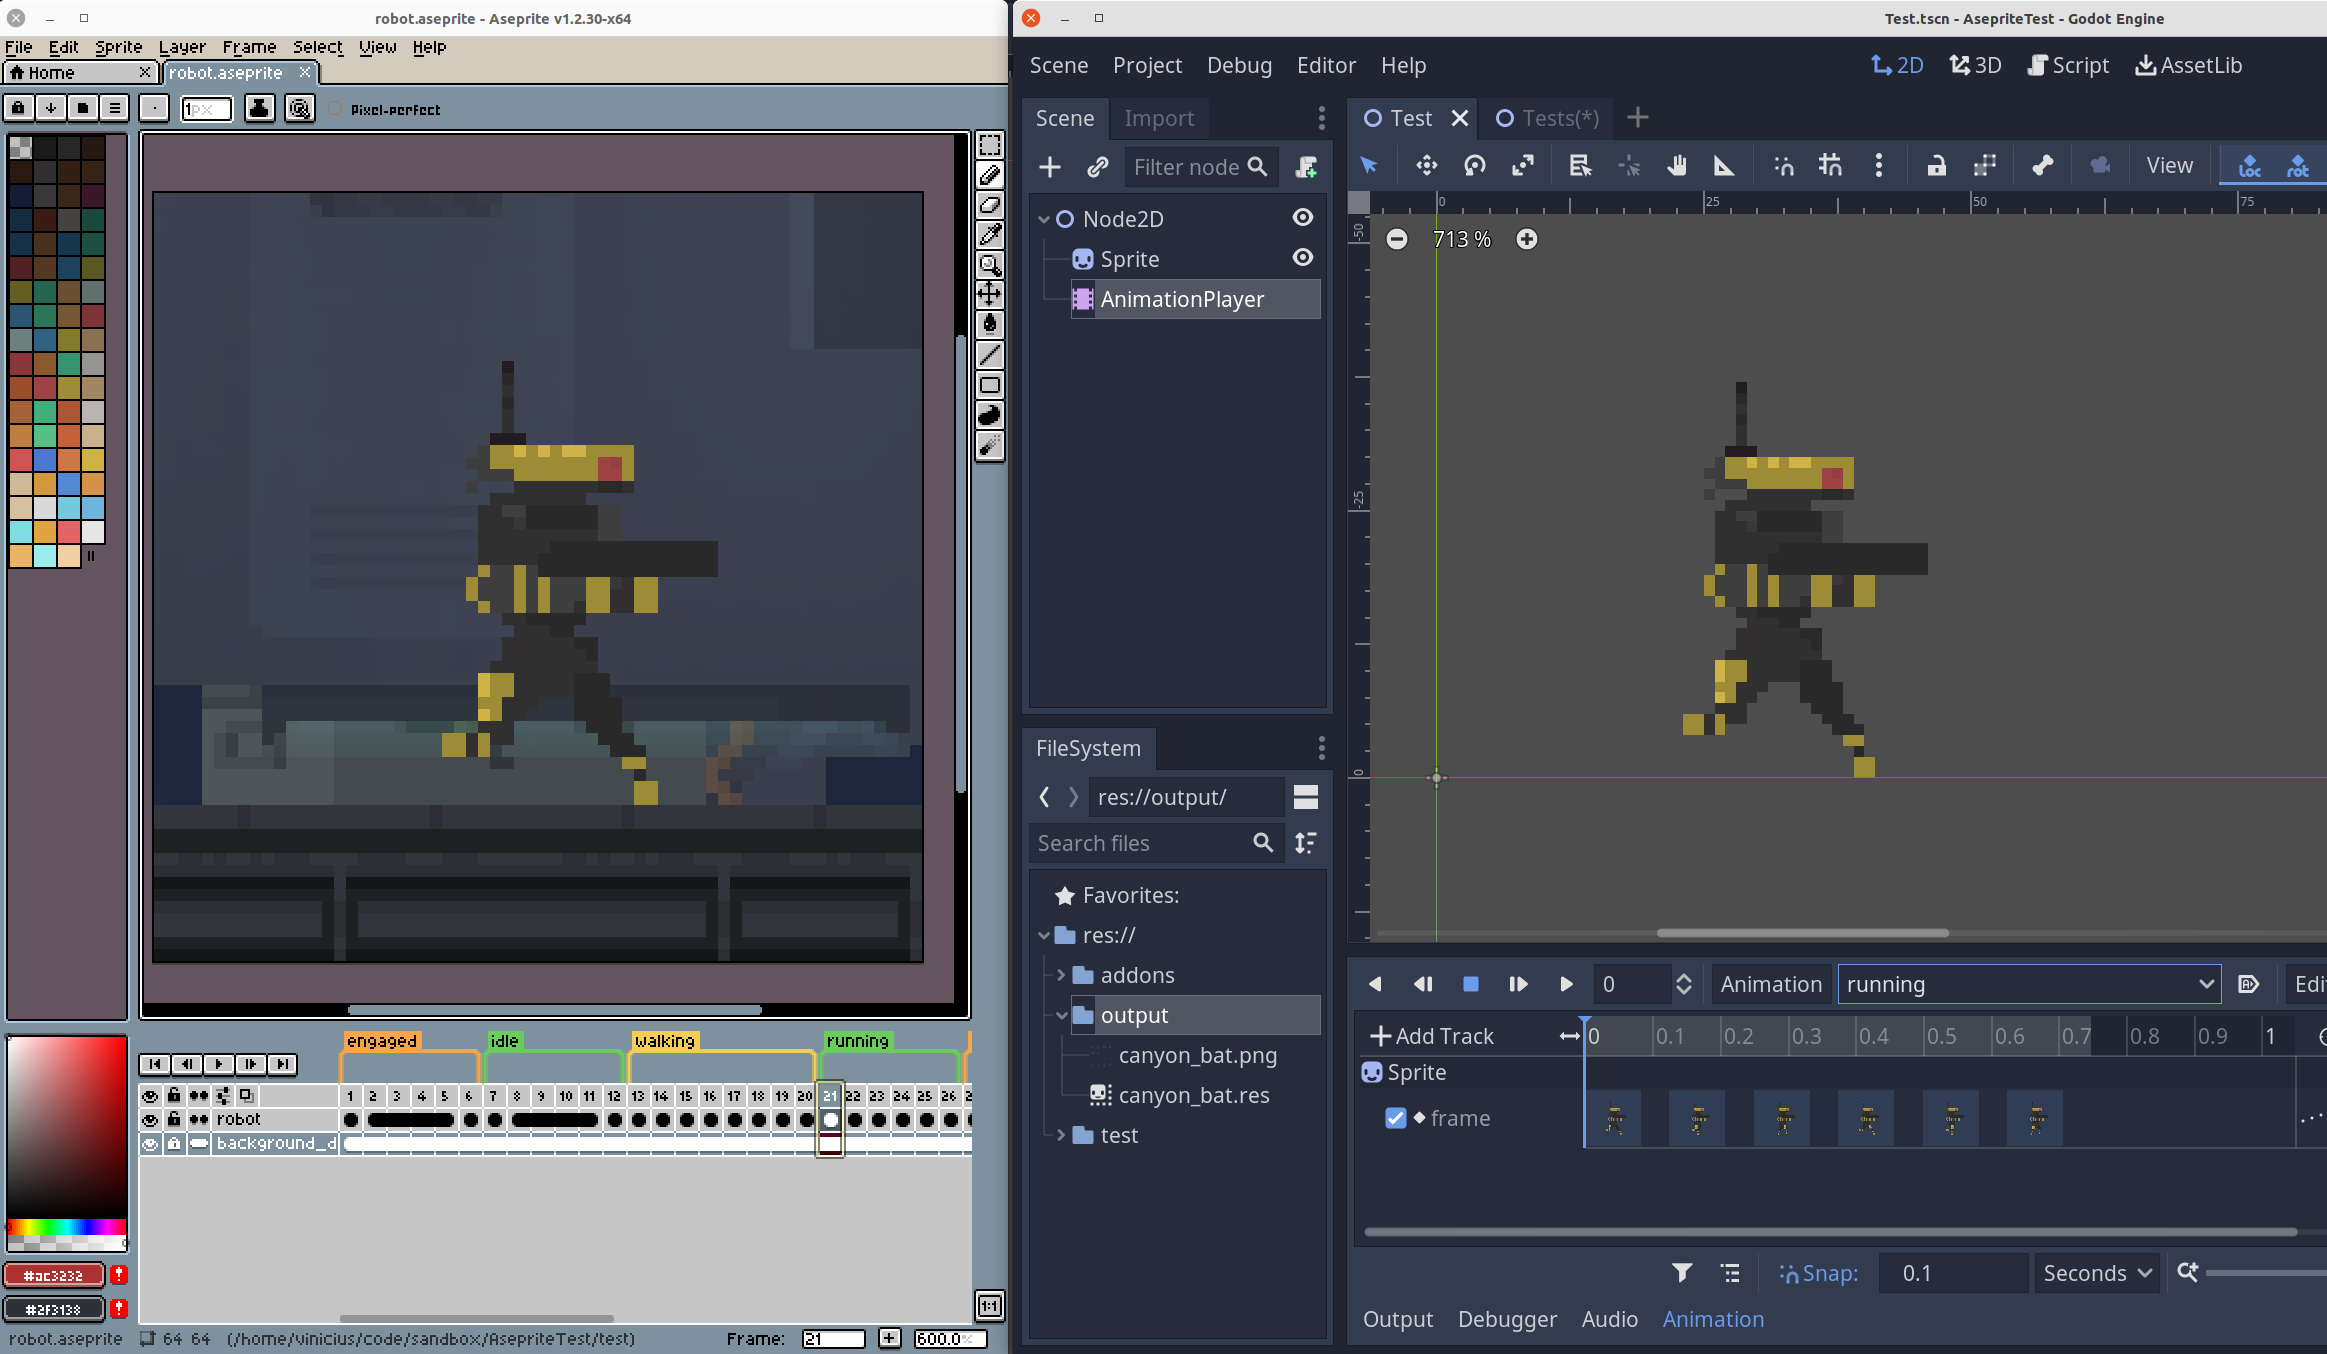 robot.aseprite - Aseprite v1.2.30-x64
File Edit Sprite Layer Frame Select View Help
Home
robot.aseprite
1px
Pixel-perfect
engaged
idle
walking
running
1 2 3 4 5 6 7 8 9 10 11 12 13 14 15 16 17 18 19 20 21 22 23 24 25 26
robot
background_d
#ac3232
#2f3138
1:1
robot.aseprite 64 64 (/home/vinicius/code/sandbox/AsepriteTest/test)
Frame: 21
600.0%
Test.tscn - AsepriteTest - Godot Engine
Scene Project Debug Editor Help
2D 3D Script AssetLib
Scene Import
Filter node
Node2D
Sprite
AnimationPlayer
Test
Tests(*)
View
Loc
rot
0 25 50 75
-50
-25
0
713 %
FileSystem
res://output/
Search files
Favorites:
res://
addons
output
canyon_bat.png
canyon_bat.res
test
0
Animation
running
Edi
Add Track
0 0.1 0.2 0.3 0.4 0.5 0.6 0.7 0.8 0.9 1
Sprite
frame
Snap: 0.1 Seconds
Output Debugger Audio Animation